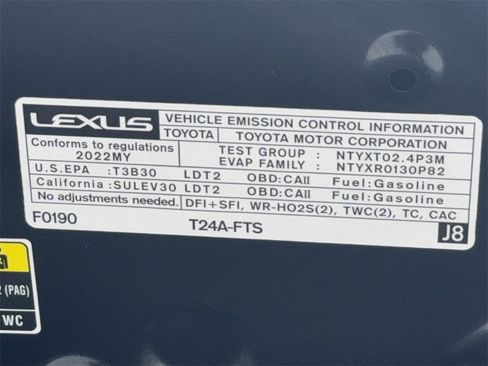 LEXUS VEHICLE EMISSION CONTROL INFORMATION
TOYOTA TOYOTA MOTOR CORPORATION
Conforms to regulations
2022MY
TEST GROUP : NTYXT02.4P3M
EVAP FAMILY : NTYXR0130P82
U.S.EPA :T3B30 LDT2 OBD:CAII Fuel:Gasoline
California :SULEV30 LDT2 OBD:CAII Fuel:Gasoline
No adjustments needed. DFI+SFI, WR-HO2S(2), TWC(2), TC, CAC
F0190 T24A-FTS J8
(PAG)
WC